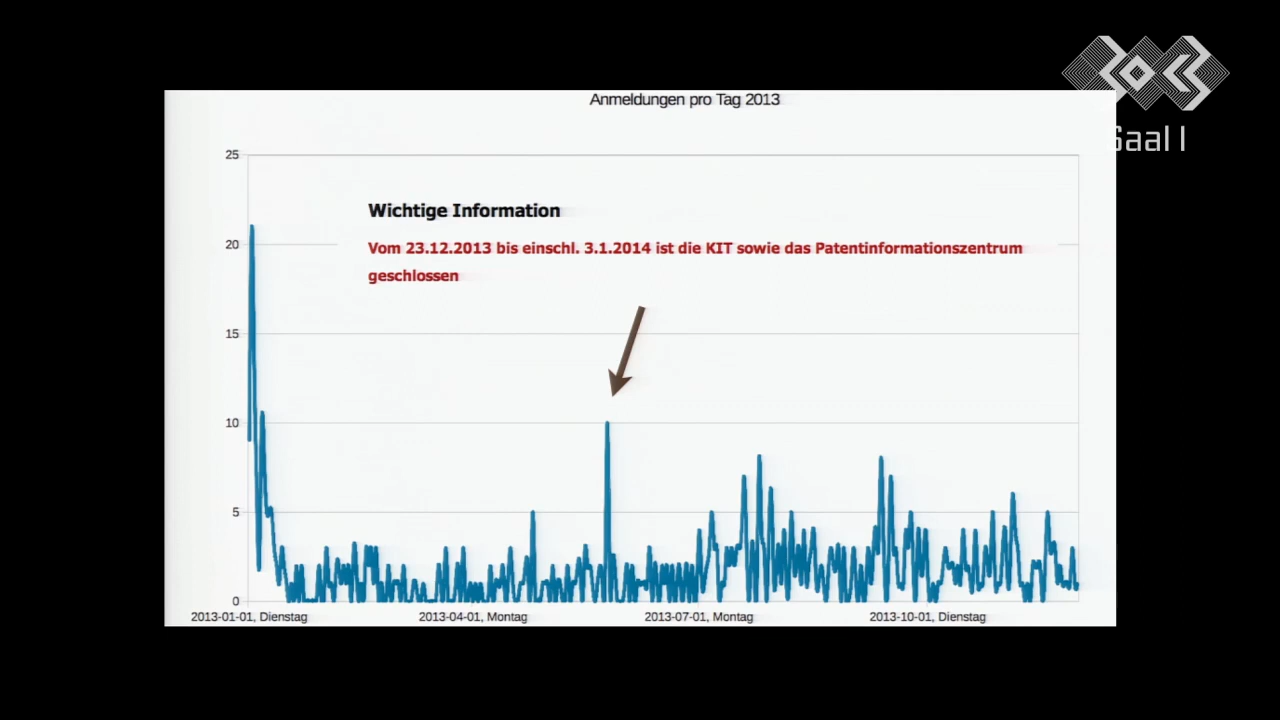 Anmeldungen pro Tag 2013
Saal 1
25
Wichtige Information
20
Vom 23.12.2013 bis einschl. 3.1.2014 ist die KIT sowie das Patentinformationszentrum
geschlossen
15
10
5
0
2013-01-01, Dienstag
2013-04-01, Montag
2013-07-01, Montag
2013-10-01, Dienstag